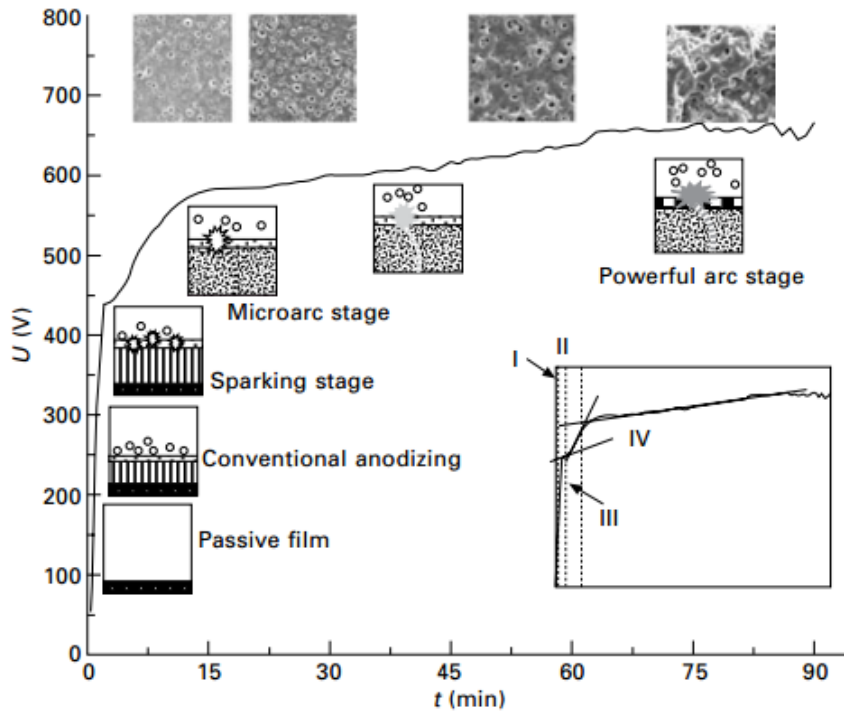 800
700
600
500
400
300
200
100
0
U (V)
Microarc stage
Powerful arc stage
Sparking stage
Conventional anodizing
Passive film
I
II
IV
III
0
15
30
45
60
75
90
t (min)